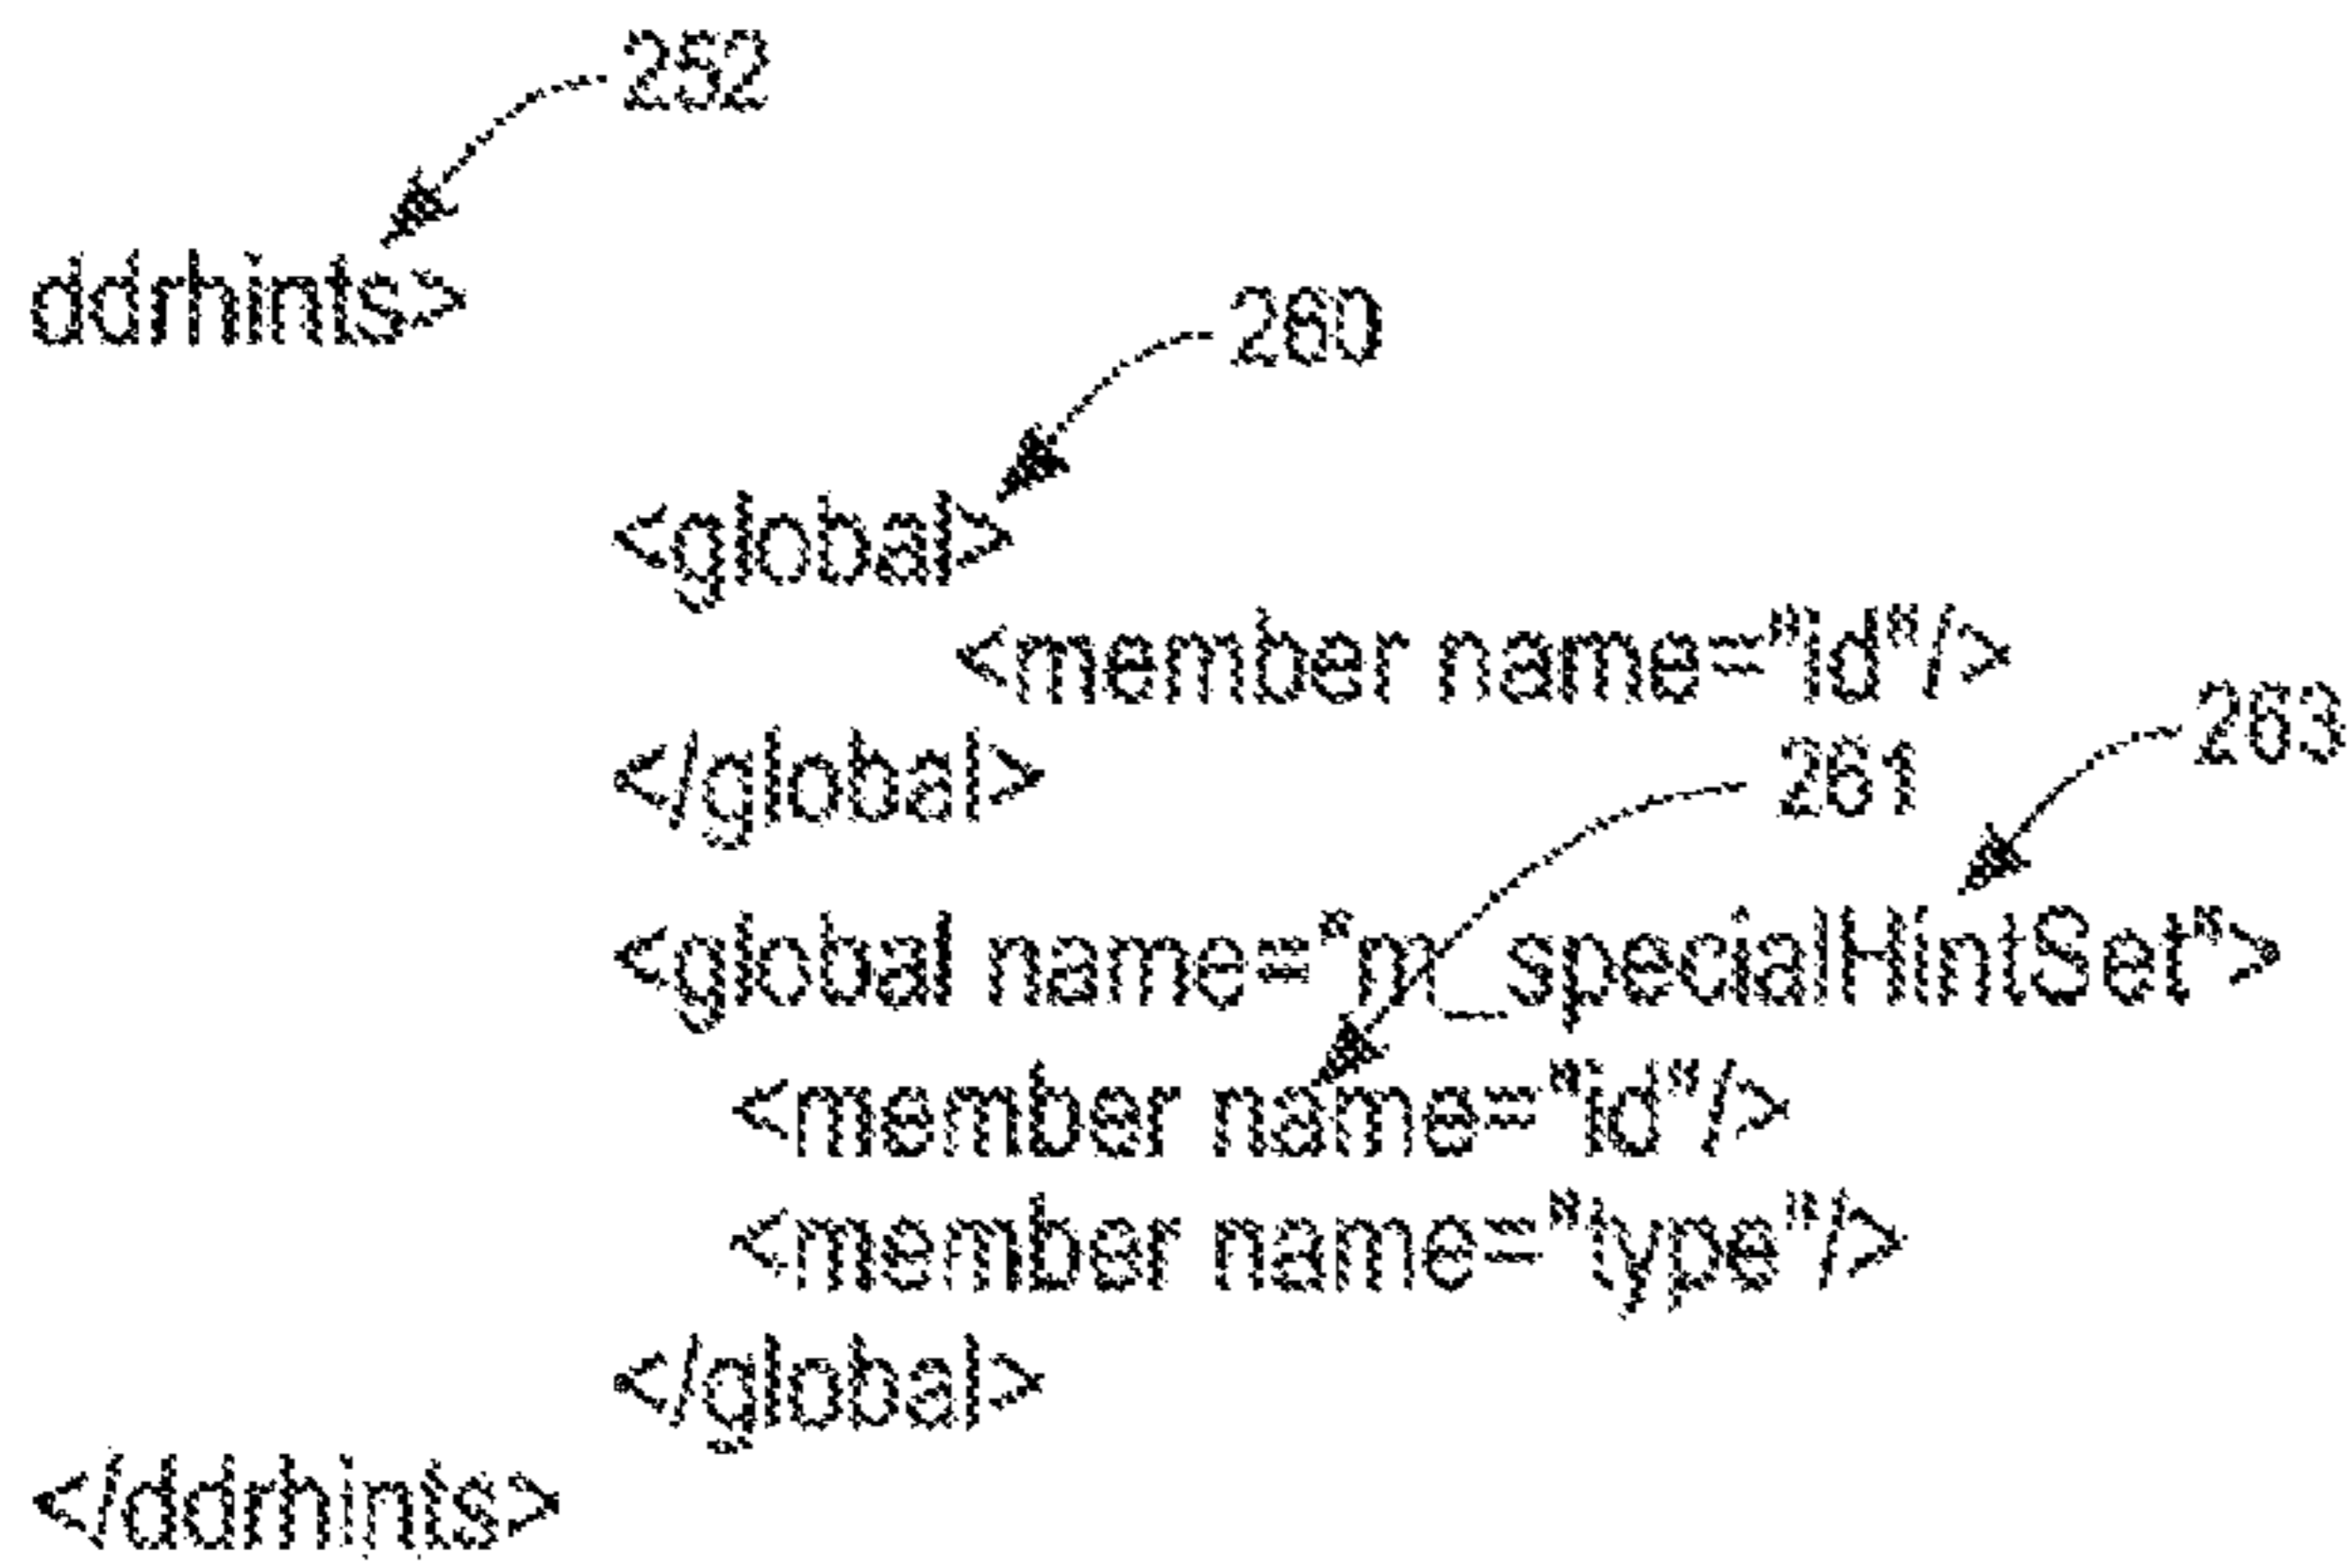 252
ddrhints>
260
<global>
<member name="id"/>
263
</global>
261
<global name="m_specialHintSet">
<member name="id"/>
<member name="type"/>
</global>
</ddrhints>